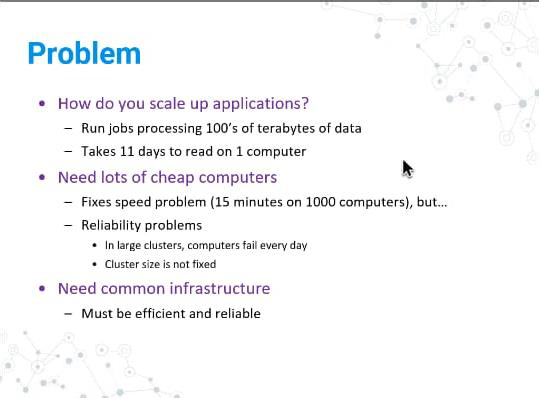 Problem
• How do you scale up applications?
– Run jobs processing 100’s of terabytes of data
– Takes 11 days to read on 1 computer
• Need lots of cheap computers
– Fixes speed problem (15 minutes on 1000 computers), but…
– Reliability problems
• In large clusters, computers fail every day
• Cluster size is not fixed
• Need common infrastructure
– Must be efficient and reliable